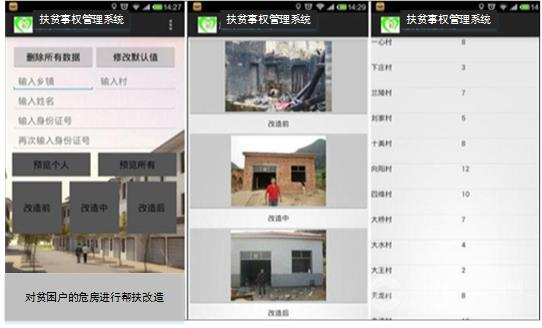 14:27
扶贫事权管理系统
删除所有数据
修改默认值
输入乡镇
输入村
输入姓名
输入身份证号
再次输入身份证号
预览个人
预览所有
改造前
改造中
改造后
对贫困户的危房进行帮扶改造
14:29
扶贫事权管理系统
改造前
改造中
改造后
14:30
扶贫事权管理系统
一心村 8
下庄村 3
兰陵村 7
刘家村 5
十美村 8
向阳村 12
四维村 10
大桥村 7
大水村 4
大王村 2
天龙村 8